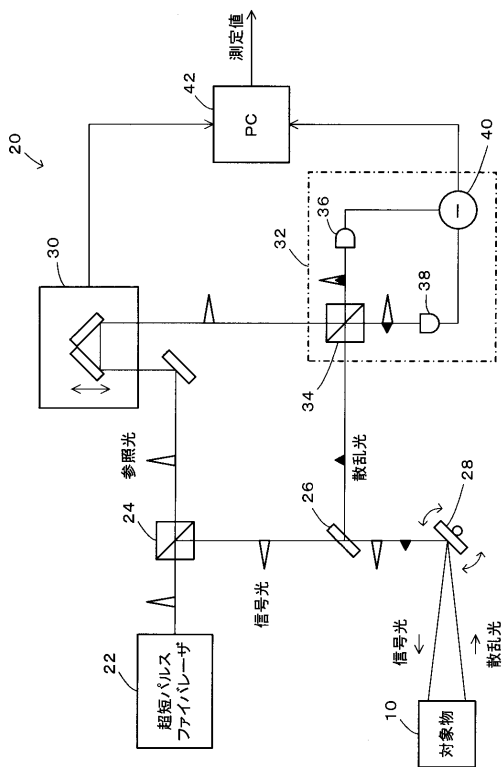 20
22
超短パルス
ファイバレーザ
24
参照光
30
42
PC
測定値
信号光
26
散乱光
34
32
36
38
40
10
対象物
信号光
散乱光
28